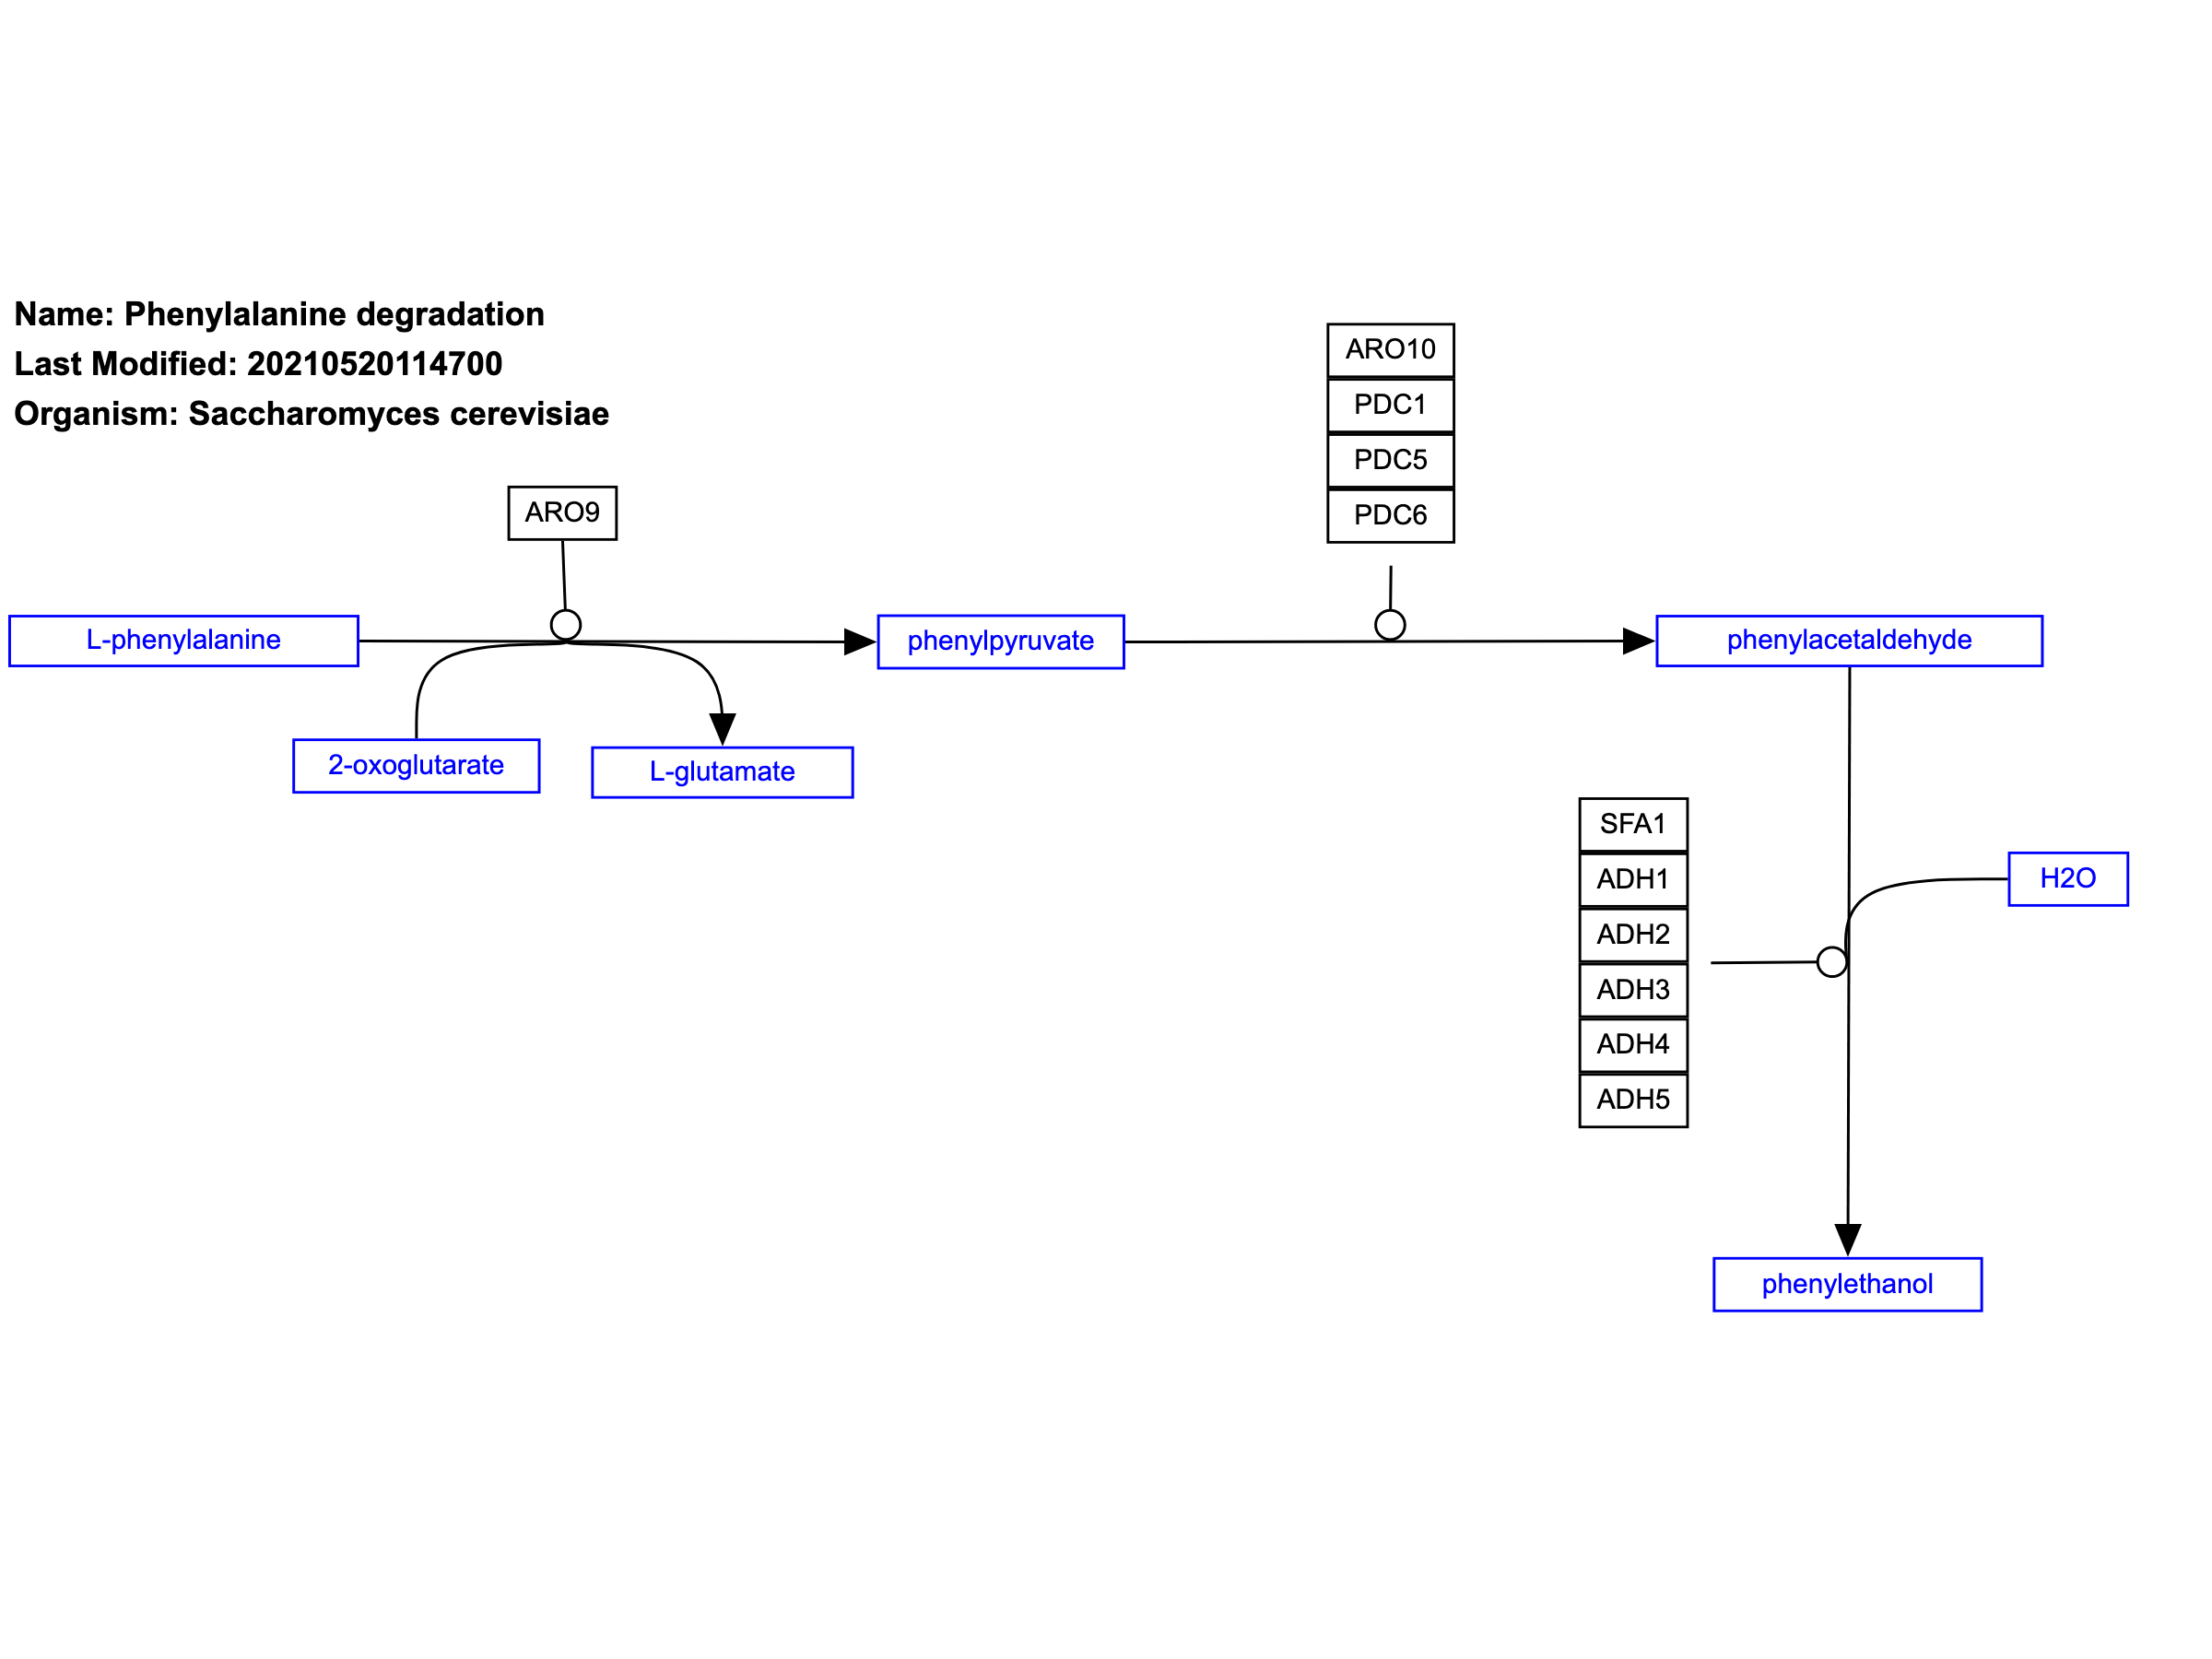 Name: Phenylalanine degradation
Last Modified: 20210520114700
Organism: Saccharomyces cerevisiae
ARO10
PDC1
PDC5
PDC6
ARO9
L-phenylalanine
phenylpyruvate
phenylacetaldehyde
2-oxoglutarate
L-glutamate
SFA1
ADH1
ADH2
ADH3
ADH4
ADH5
H2O
phenylethanol